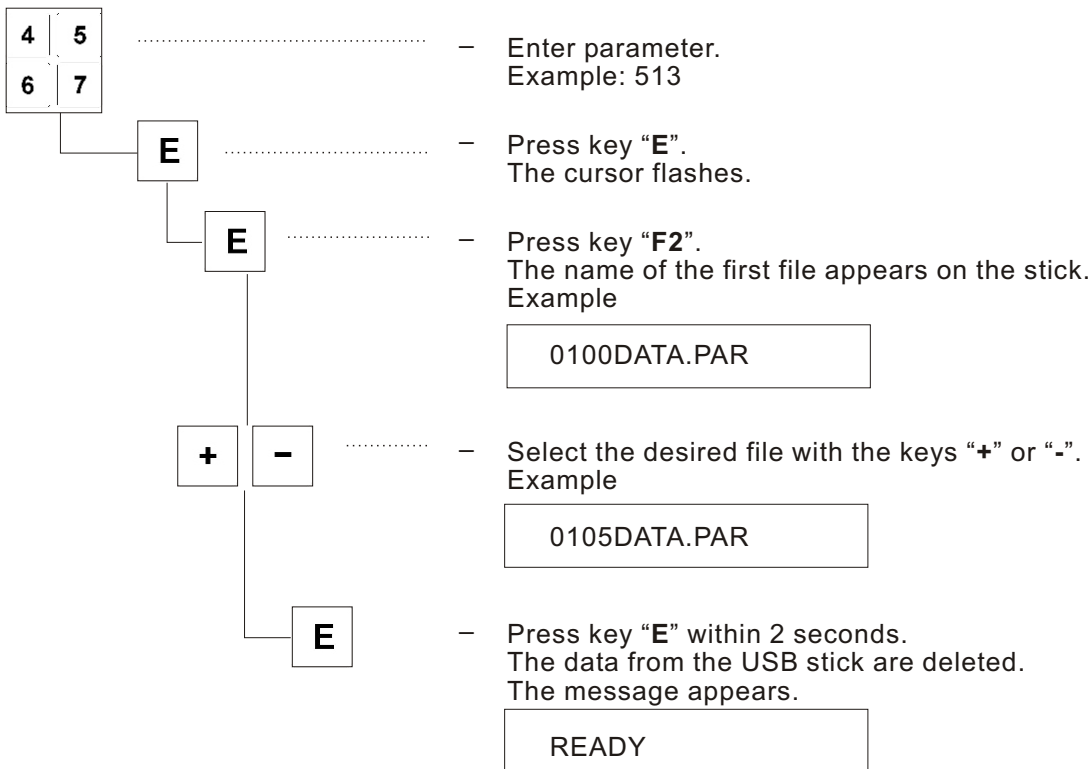 4 5
6 7
– Enter parameter.
Example: 513
E
– Press key “E”.
The cursor flashes.
E
– Press key “F2”.
The name of the first file appears on the stick.
Example
0100DATA.PAR
+ −
– Select the desired file with the keys “+” or “-”.
Example
0105DATA.PAR
E
– Press key “E” within 2 seconds.
The data from the USB stick are deleted.
The message appears.
READY